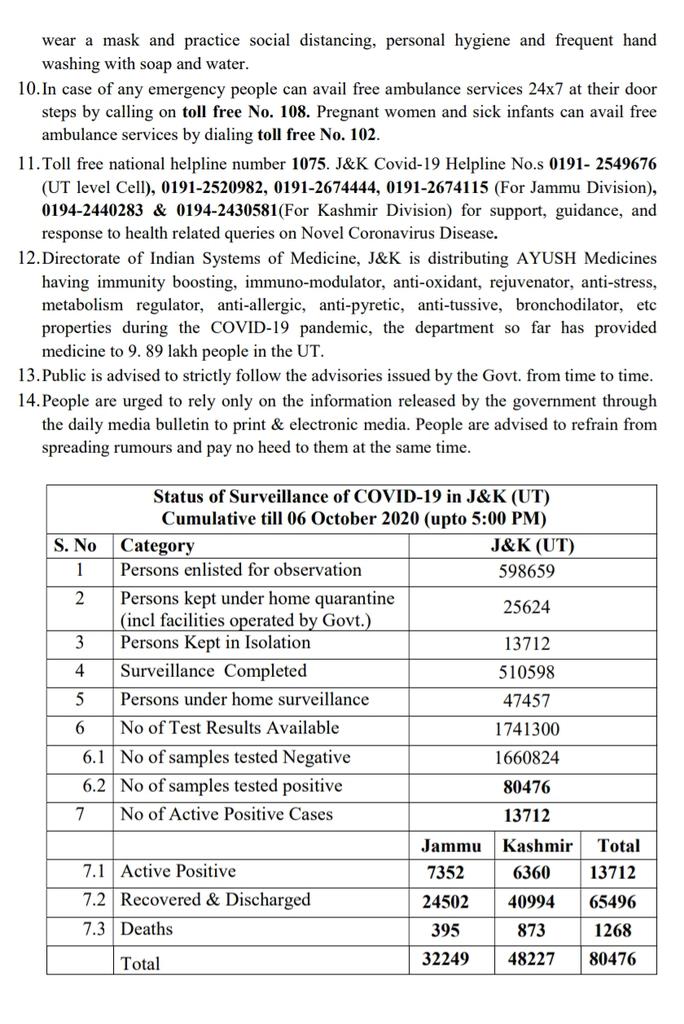 wear a mask and practice social distancing, personal hygiene and frequent hand
washing with soap and water.
10. In case of any emergency people can avail free ambulance services 24x7 at their door
steps by calling on toll free No. 108. Pregnant women and sick infants can avail free
ambulance services by dialing toll free No. 102.
11. Toll free national helpline number 1075. J&K Covid-19 Helpline No.s 0191- 2549676
(UT level Cell), 0191-2520982, 0191-2674444, 0191-2674115 (For Jammu Division),
0194-2440283 & 0194-2430581(For Kashmir Division) for support, guidance, and
response to health related queries on Novel Coronavirus Disease.
12. Directorate of Indian Systems of Medicine, J&K is distributing AYUSH Medicines
having immunity boosting, immuno-modulator, anti-oxidant, rejuvenator, anti-stress,
metabolism regulator, anti-allergic, anti-pyretic, anti-tussive, bronchodilator, etc
properties during the COVID-19 pandemic, the department so far has provided
medicine to 9. 89 lakh people in the UT.
13. Public is advised to strictly follow the advisories issued by the Govt. from time to time.
14. People are urged to rely only on the information released by the government through
the daily media bulletin to print & electronic media. People are advised to refrain from
spreading rumours and pay no heed to them at the same time.
Status of Surveillance of COVID-19 in J&K (UT)
Cumulative till 06 October 2020 (upto 5:00 PM)
S. No Category J&K (UT)
1 Persons enlisted for observation 598659
2 Persons kept under home quarantine
(incl facilities operated by Govt.) 25624
3 Persons Kept in Isolation 13712
4 Surveillance Completed 510598
5 Persons under home surveillance 47457
6 No of Test Results Available 1741300
6.1 No of samples tested Negative 1660824
6.2 No of samples tested positive 80476
7 No of Active Positive Cases 13712
Jammu Kashmir Total
7.1 Active Positive 7352 6360 13712
7.2 Recovered & Discharged 24502 40994 65496
7.3 Deaths 395 873 1268
Total 32249 48227 80476